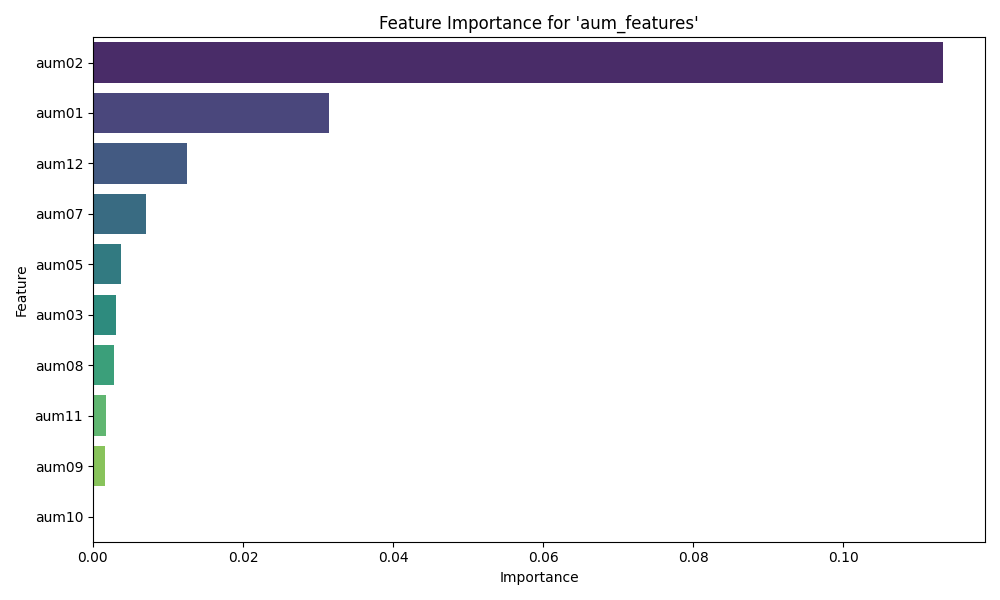 Feature Importance for 'aum_features'
aum02
aum01
aum12
aum07
aum05
aum03
aum08
aum11
aum09
aum10
Feature
0.00 0.02 0.04 0.06 0.08 0.10
Importance